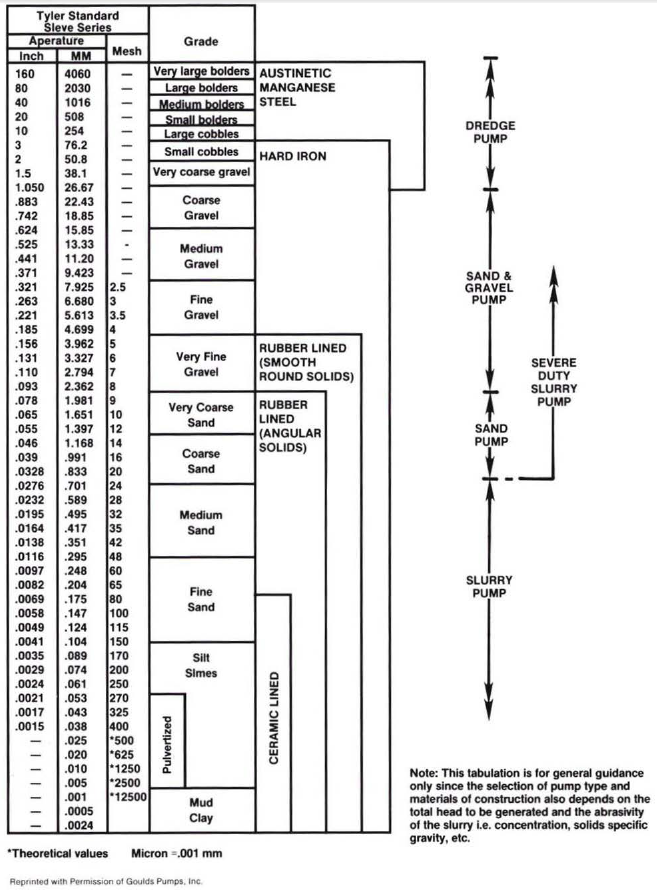 Tyler Standard
Sleve Series
Aperature
Inch MM Mesh Grade
160 4060 —
80 2030 —
40 1016 —
20 508 —
10 254 —
3 76.2 —
2 50.8 —
1.5 38.1 —
1.050 26.67 —
.883 22.43 —
.742 18.85 —
.624 15.85 —
.525 13.33 -
.441 11.20 —
.371 9.423 —
.321 7.925 2.5
.263 6.680 3
.221 5.613 3.5
.185 4.699 4
.156 3.962 5
.131 3.327 6
.110 2.794 7
.093 2.362 8
.078 1.981 9
.065 1.651 10
.055 1.397 12
.046 1.168 14
.039 .991 16
.0328 .833 20
.0276 .701 24
.0232 .589 28
.0195 .495 32
.0164 .417 35
.0138 .351 42
.0116 .295 48
.0097 .248 60
.0082 .204 65
.0069 .175 80
.0058 .147 100
.0049 .124 115
.0041 .104 150
.0035 .089 170
.0029 .074 200
.0024 .061 250
.0021 .053 270
.0017 .043 325
.0015 .038 400
— .025 *500
— .020 *625
— .010 *1250
— .005 *2500
— .001 *12500
— .0005
— .0024
Very large bolders
Large bolders
Medium bolders
Small bolders
Large cobbles
Small cobbles
Very coarse gravel
Coarse
Gravel
Medium
Gravel
Fine
Gravel
Very Fine
Gravel
Very Coarse
Sand
Coarse
Sand
Medium
Sand
Fine
Sand
Silt
Slmes
Pulvertized
Mud
Clay
AUSTINETIC
MANGANESE
STEEL
HARD IRON
RUBBER LINED
(SMOOTH
ROUND SOLIDS)
RUBBER
LINED
(ANGULAR
SOLIDS)
CERAMIC LINED
DREDGE
PUMP
SAND &
GRAVEL
PUMP
SEVERE
DUTY
SLURRY
PUMP
SAND
PUMP
SLURRY
PUMP
Note: This tabulation is for general guidance
only since the selection of pump type and
materials of construction also depends on the
total head to be generated and the abrasivity
of the slurry i.e. concentration, solids specific
gravity, etc.
*Theoretical values Micron =.001 mm
Reprinted with Permission of Goulds Pumps, Inc.